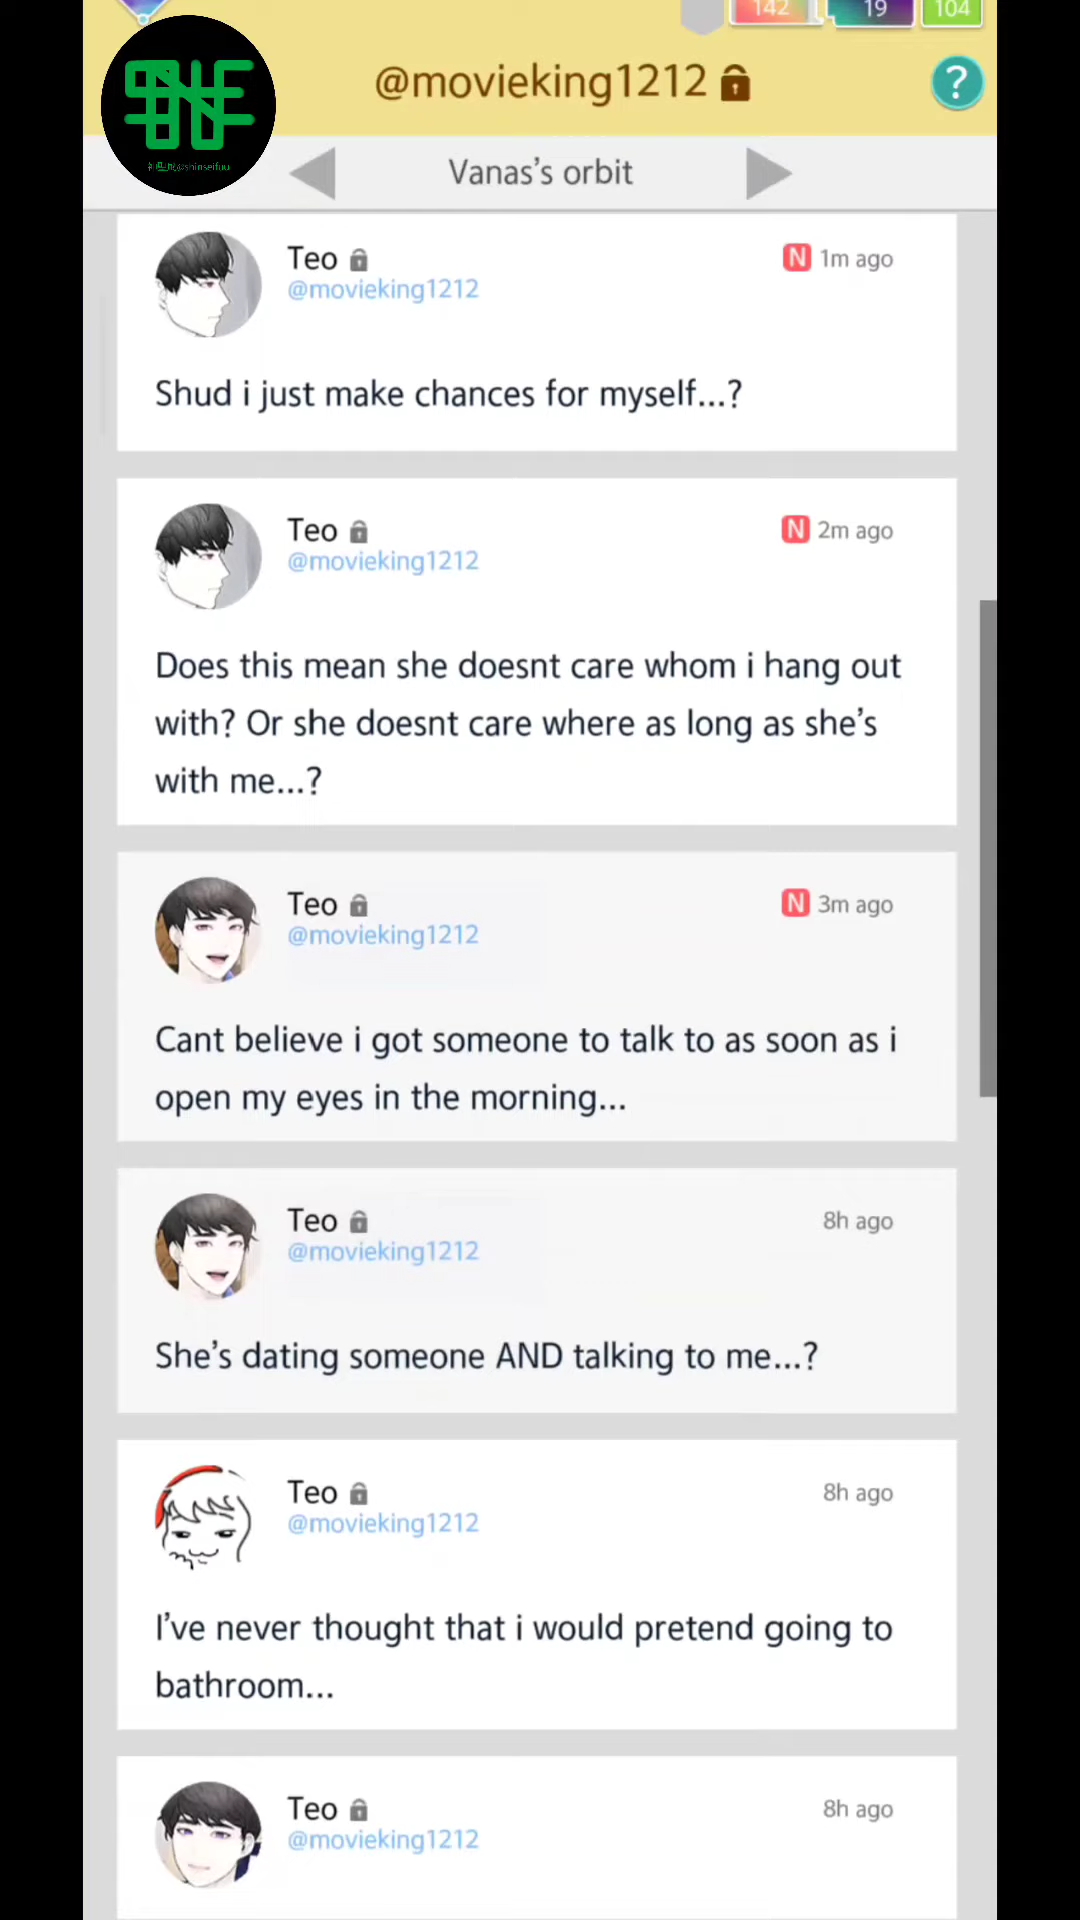 142
19
104
@movieking1212
?
@shinseifuu
Vanas's orbit
Teo
N 1m ago
@movieking1212
Shud i just make chances for myself...?
Teo
N 2m ago
@movieking1212
Does this mean she doesnt care whom i hang out
with? Or she doesnt care where as long as she's
with me...?
Teo
N 3m ago
@movieking1212
Cant believe i got someone to talk to as soon as i
open my eyes in the morning...
Teo
8h ago
@movieking1212
She's dating someone AND talking to me...?
Teo
8h ago
@movieking1212
I've never thought that i would pretend going to
bathroom...
Teo
8h ago
@movieking1212